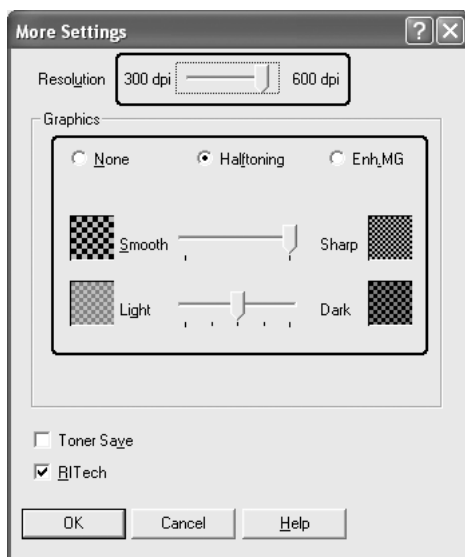 More Settings
Resolution 300 dpi 600 dpi
Graphics
None Halftoning Enh.MG
Smooth Sharp
Light Dark
Toner Save
RITech
OK Cancel Help